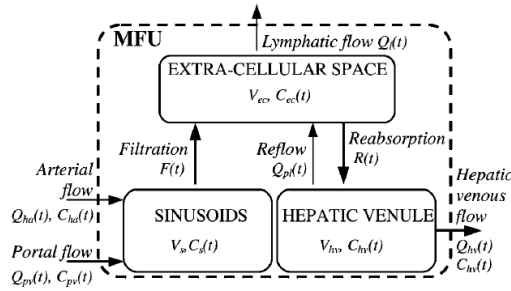 Lymphatic flow Q_l(t)
MFU
EXTRA-CELLULAR SPACE
V_ec, C_ec(t)
Filtration
F(t)
Reflow
Q_pl(t)
Reabsorption
R(t)
Arterial
flow
Q_ha(t), C_ha(t)
Portal flow
Q_pv(t), C_pv(t)
SINUSOIDS
V_s, C_s(t)
HEPATIC VENULE
V_hv, C_hv(t)
Hepatic
venous
flow
Q_hv(t)
C_hv(t)